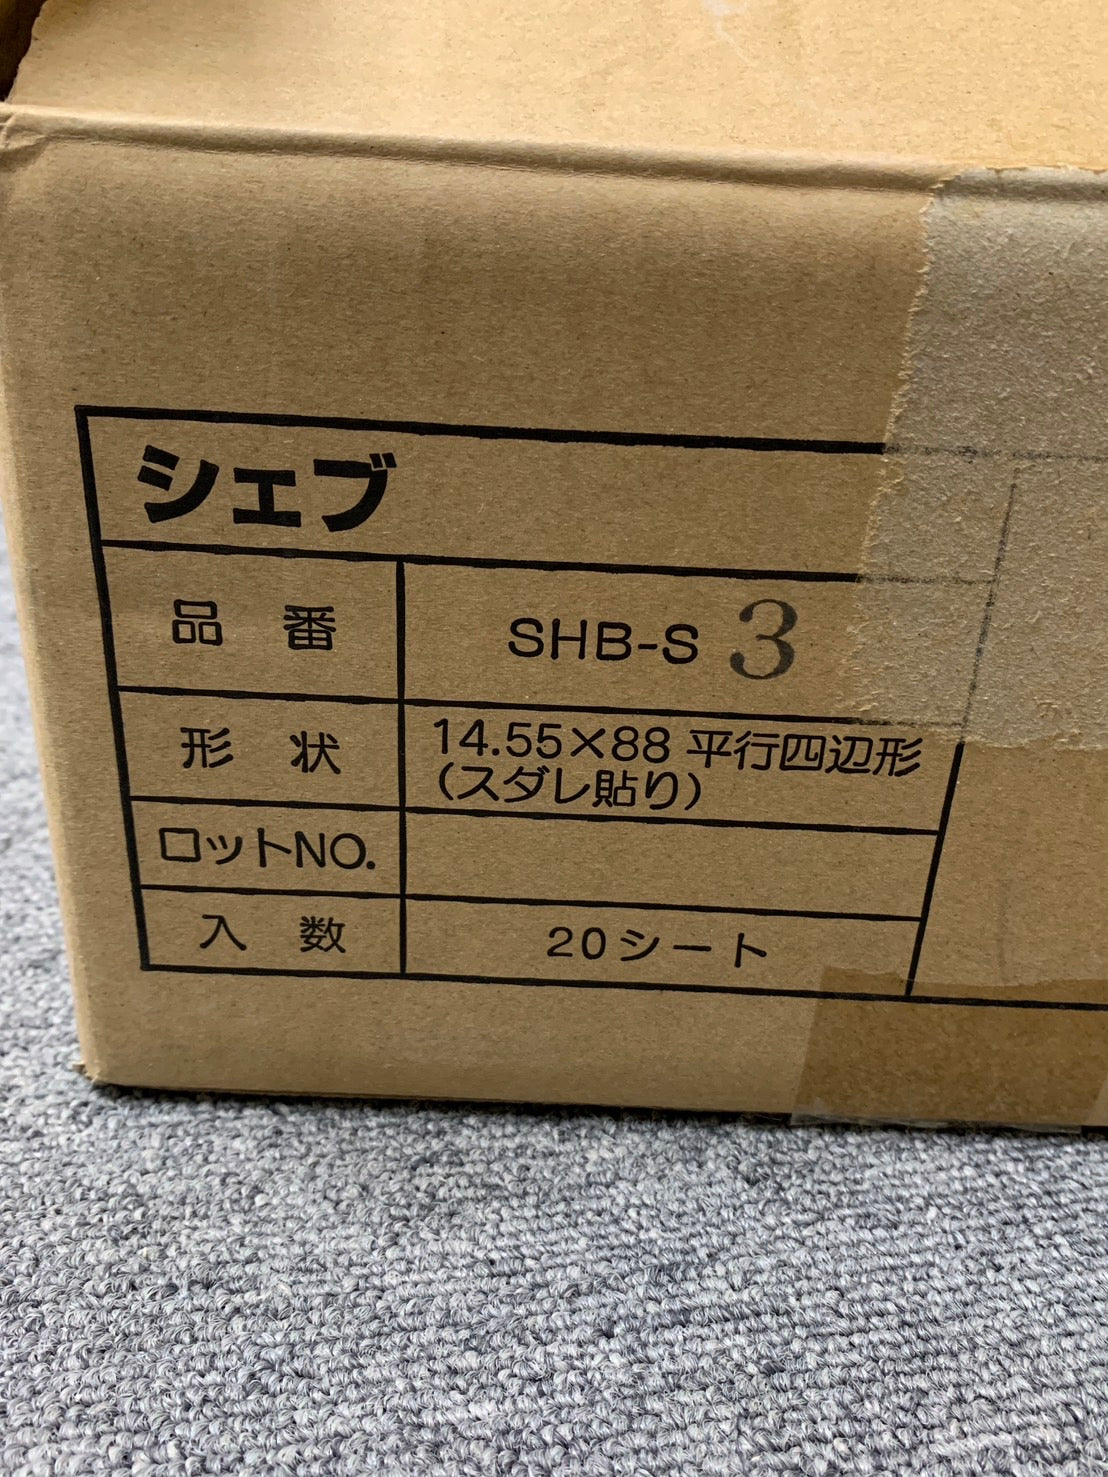 シェブ
品番 SHB-S 3
形状 14.55×88 平行四辺形
(スダレ貼り)
ロットNO.
入数 20シート